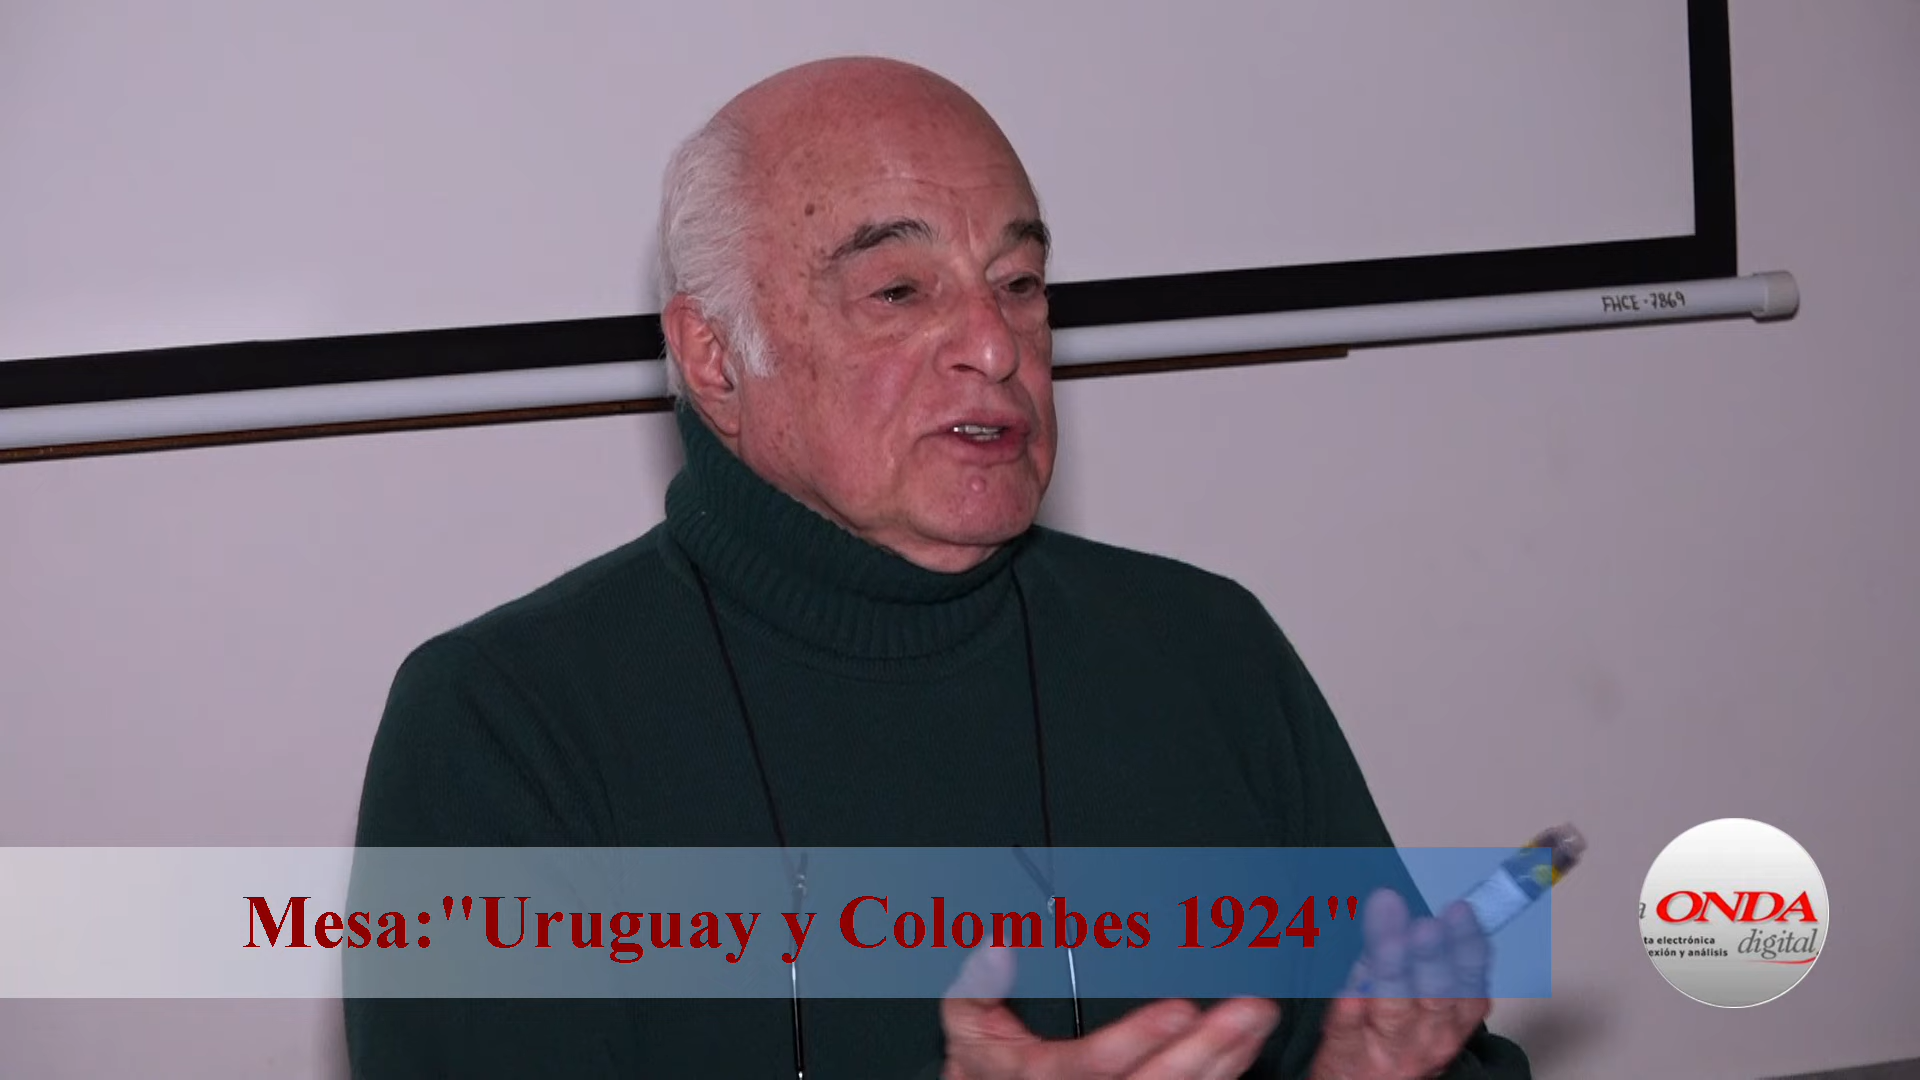 FHCE-7869
Mesa:"Uruguay y Colombes 1924"
a ONDA
digital
ta electrónica
exión y análisis